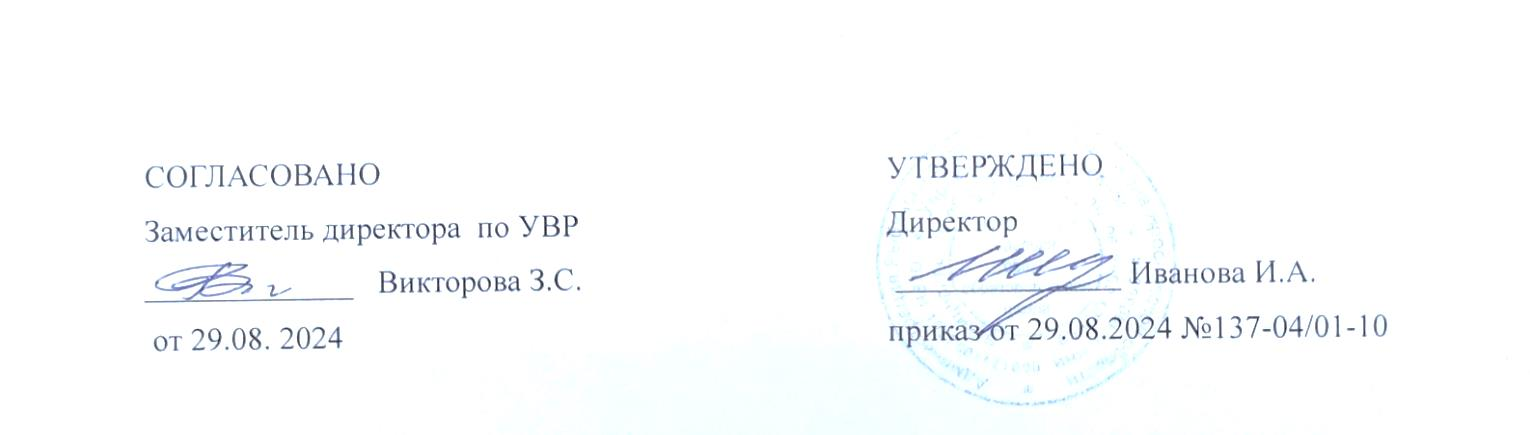 СОГЛАСОВАНО
Заместитель директора по УВР
Викторова З.С.
от 29.08. 2024
УТВЕРЖДЕНО
Директор
Иванова И.А.
приказ от 29.08.2024 №137-04/01-10